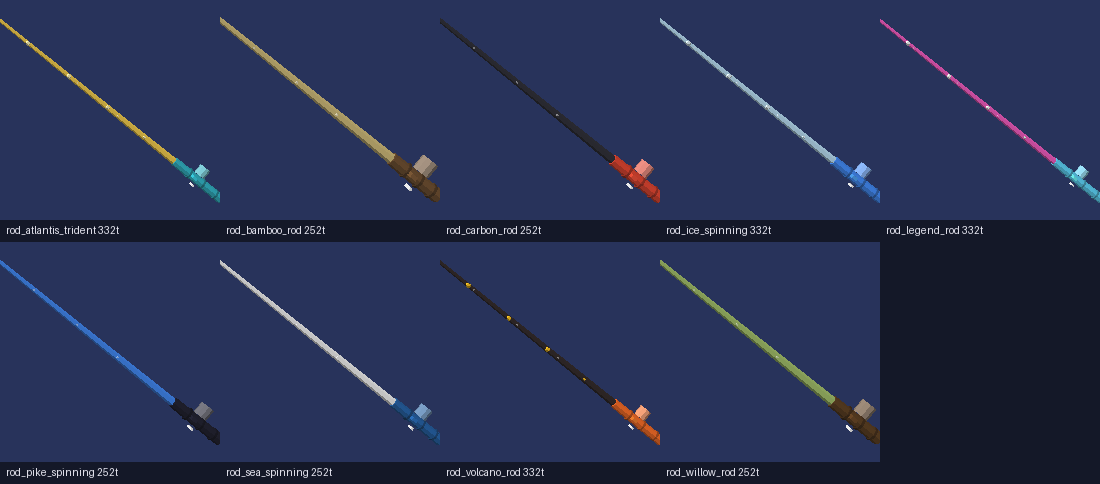 rod_atlantis_trident 332t
rod_bamboo_rod 252t
rod_carbon_rod 252t
rod_ice_spinning 332t
rod_legend_rod 332t
rod_pike_spinning 252t
rod_sea_spinning 252t
rod_volcano_rod 332t
rod_willow_rod 252t